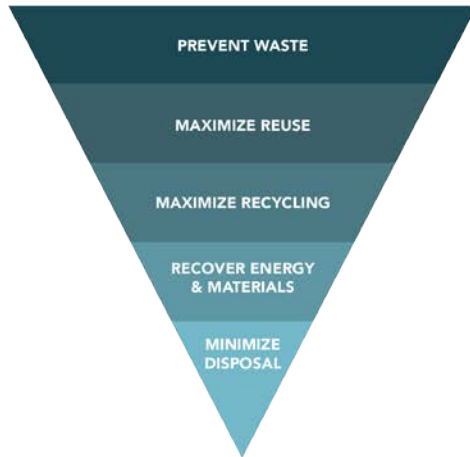 PREVENT WASTE
MAXIMIZE REUSE
MAXIMIZE RECYCLING
RECOVER ENERGY
& MATERIALS
MINIMIZE
DISPOSAL